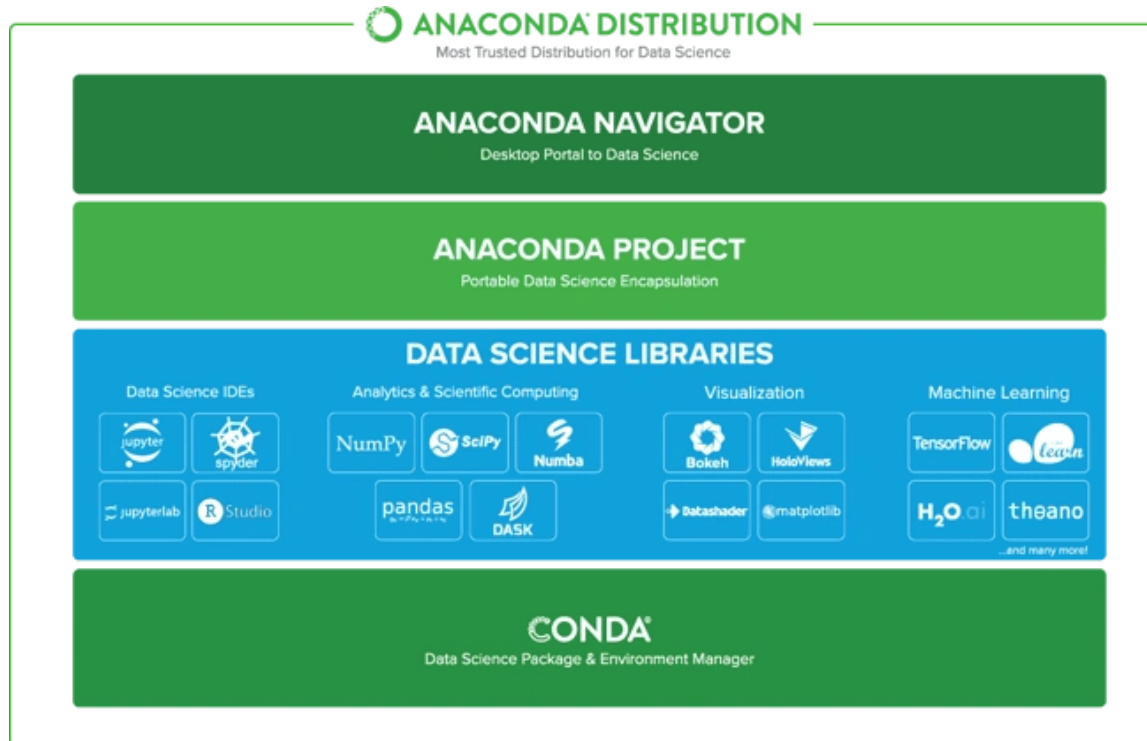 ANACONDA DISTRIBUTION
Most Trusted Distribution for Data Science
ANACONDA NAVIGATOR
Desktop Portal to Data Science
ANACONDA PROJECT
Portable Data Science Encapsulation
DATA SCIENCE LIBRARIES
Data Science IDEs
jupyter
spyder
jupyterlab
R Studio
Analytics & Scientific Computing
NumPy
SciPy
Numba
pandas
DASK
Visualization
Bokeh
HoloViews
Datashader
matplotlib
Machine Learning
TensorFlow
learn
H₂O.ai
theano
...and many more!
CONDA®
Data Science Package & Environment Manager